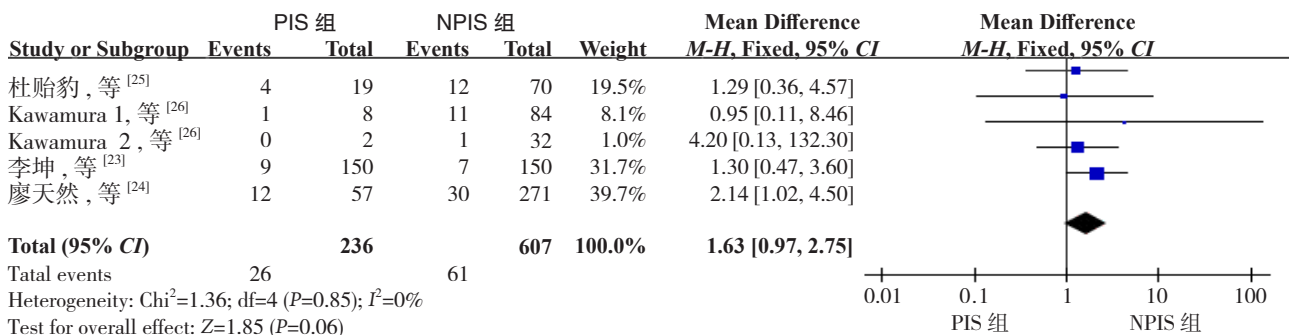 PIS 组 NPIS 组 Mean Difference Mean Difference
Study or Subgroup Events Total Events Total Weight M-H, Fixed, 95% CI M-H, Fixed, 95% CI
杜贻豹 , 等 [25] 4 19 12 70 19.5% 1.29 [0.36, 4.57]
Kawamura 1, 等 [26] 1 8 11 84 8.1% 0.95 [0.11, 8.46]
Kawamura 2 , 等 [26] 0 2 1 32 1.0% 4.20 [0.13, 132.30]
李坤 , 等 [23] 9 150 7 150 31.7% 1.30 [0.47, 3.60]
廖天然 , 等 [24] 12 57 30 271 39.7% 2.14 [1.02, 4.50]
Total (95% CI) 236 607 100.0% 1.63 [0.97, 2.75]
Tatal events 26 61
Heterogeneity: Chi²=1.36; df=4 (P=0.85); I²=0%
Test for overall effect: Z=1.85 (P=0.06)
0.01 0.1 1 10 100
PIS 组 NPIS 组